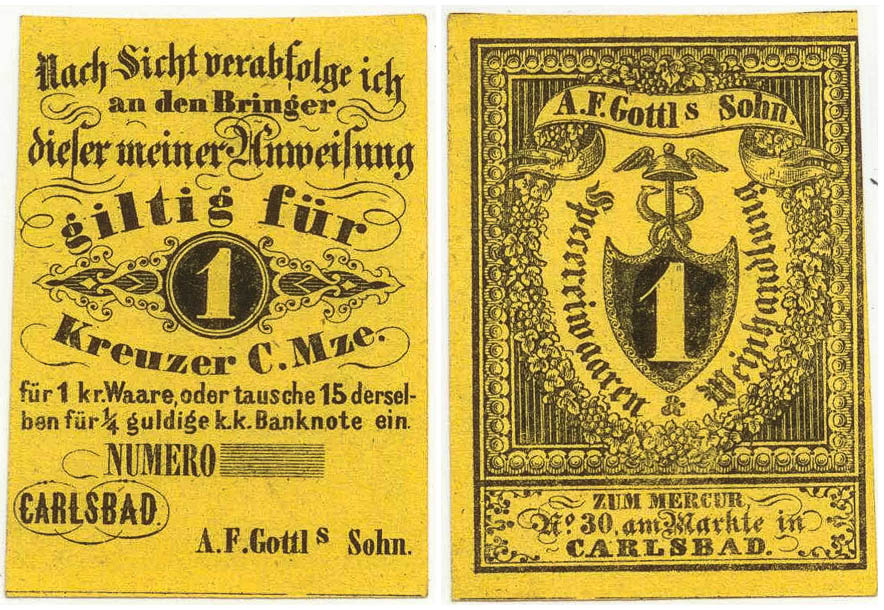 Nach Sicht verabfolge ich
an den Bringer
dieser meiner Anweisung
giltig für
1
Kreuzer C. Mze.
für 1 kr. Waare, oder tausche 15 dersel-
ben für ¼ guldige k.k. Banknote ein.
NUMERO
CARLSBAD.
A.F. Gottl s Sohn.
A.F. Gottl s Sohn.
Specereiwaaren & Weinhandlung
1
ZUM MERCUR,
No. 30, am Markte in
CARLSBAD.